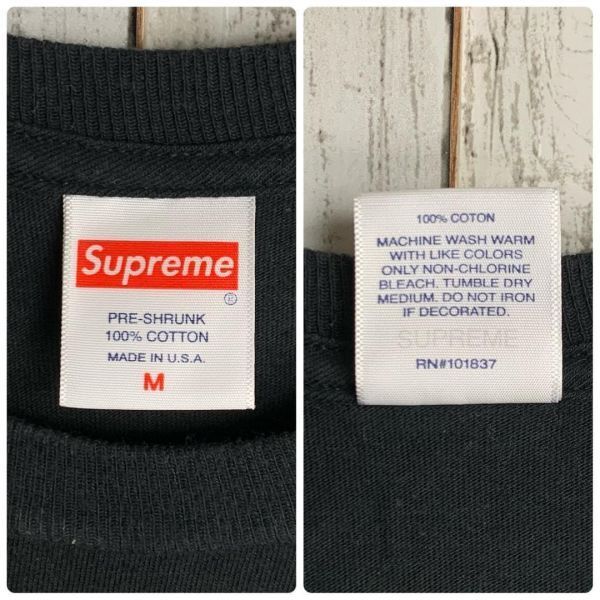 Supreme
®
PRE-SHRUNK
100% COTTON
MADE IN U.S.A.
M
100% COTON
MACHINE WASH WARM
WITH LIKE COLORS
ONLY NON-CHLORINE
BLEACH. TUMBLE DRY
MEDIUM. DO NOT IRON
IF DECORATED.
SUPREME
RN#101837